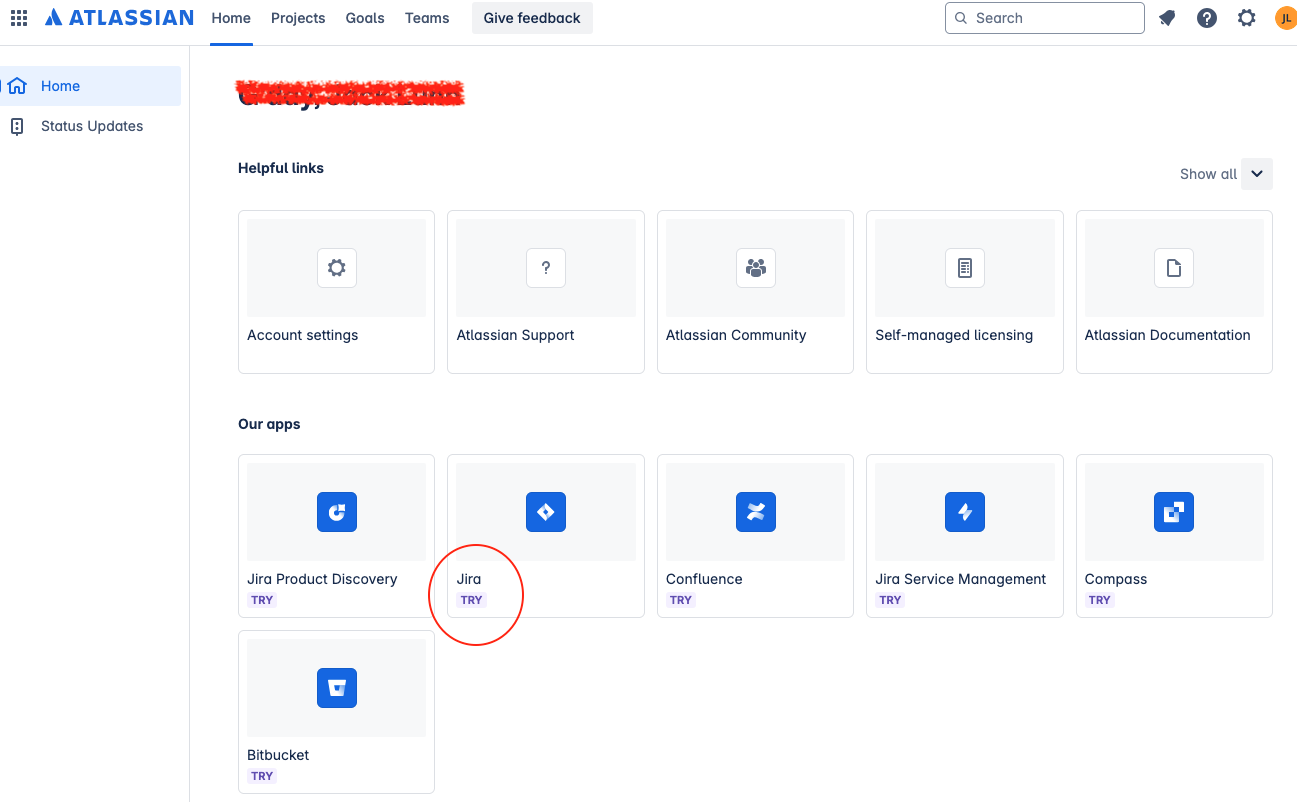 ATLASSIAN Home Projects Goals Teams Give feedback Search JL
Home
Status Updates
Helpful links
Show all
Account settings Atlassian Support Atlassian Community Self-managed licensing Atlassian Documentation
Our apps
Jira Product Discovery Jira Confluence Jira Service Management Compass
TRY TRY TRY TRY TRY
Bitbucket
TRY